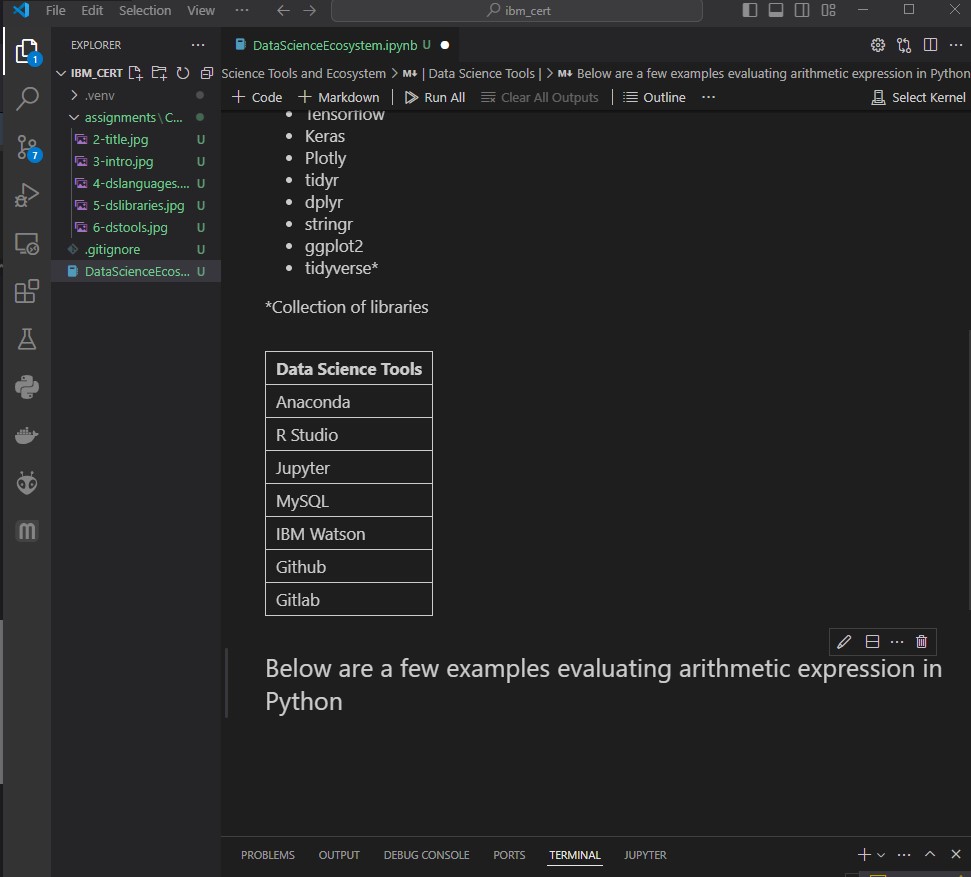 File Edit Selection View ··· ibm_cert
EXPLORER ···
DataScienceEcosystem.ipynb U
IBM_CERT
Science Tools and Ecosystem > M↓ | Data Science Tools | > M↓ Below are a few examples evaluating arithmetic expression in Python
.venv
+ Code + Markdown Run All Clear All Outputs Outline ··· Select Kernel
assignments \ C...
2-title.jpg U
3-intro.jpg U
4-dslanguages.... U
5-dslibraries.jpg U
6-dstools.jpg U
.gitignore U
DataScienceEcos... U
1
7
m
• Tensorflow
• Keras
• Plotly
• tidyr
• dplyr
• stringr
• ggplot2
• tidyverse*
*Collection of libraries
Data Science Tools
Anaconda
R Studio
Jupyter
MySQL
IBM Watson
Github
Gitlab
Below are a few examples evaluating arithmetic expression in
Python
PROBLEMS OUTPUT DEBUG CONSOLE PORTS TERMINAL JUPYTER